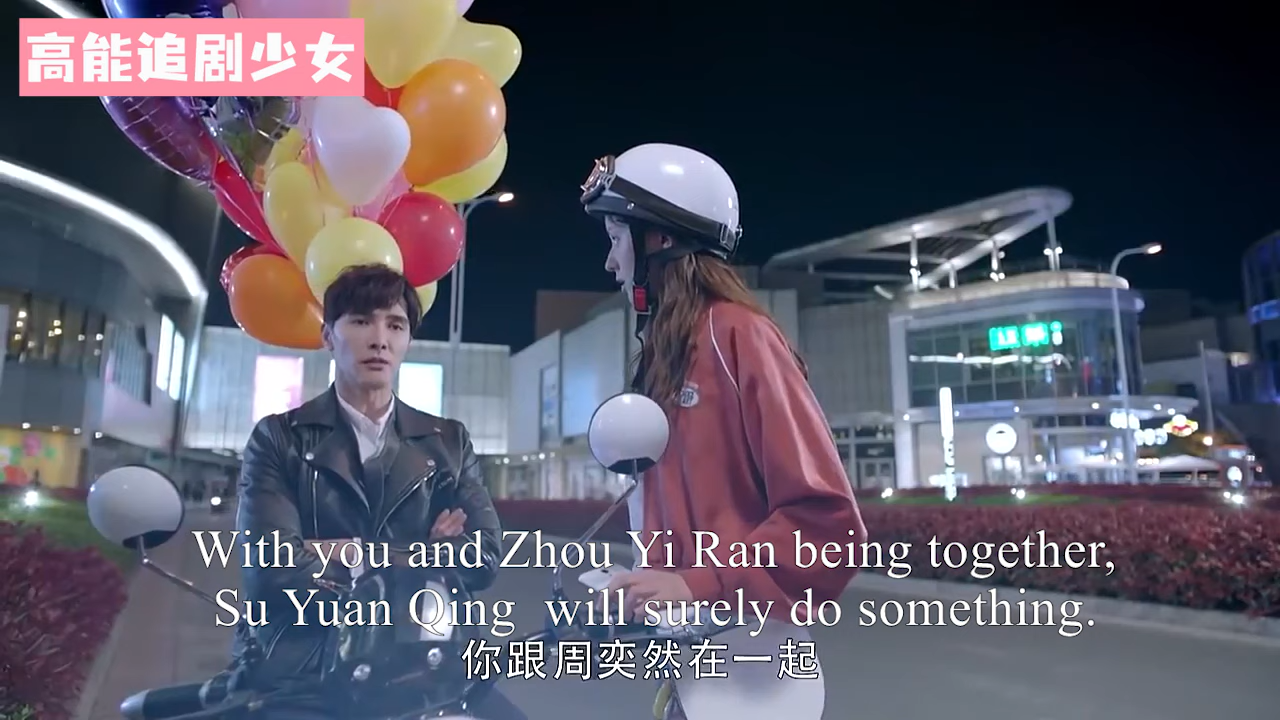 高能追剧少女
With you and Zhou Yi Ran being together,
Su Yuan Qing will surely do something.
你跟周奕然在一起